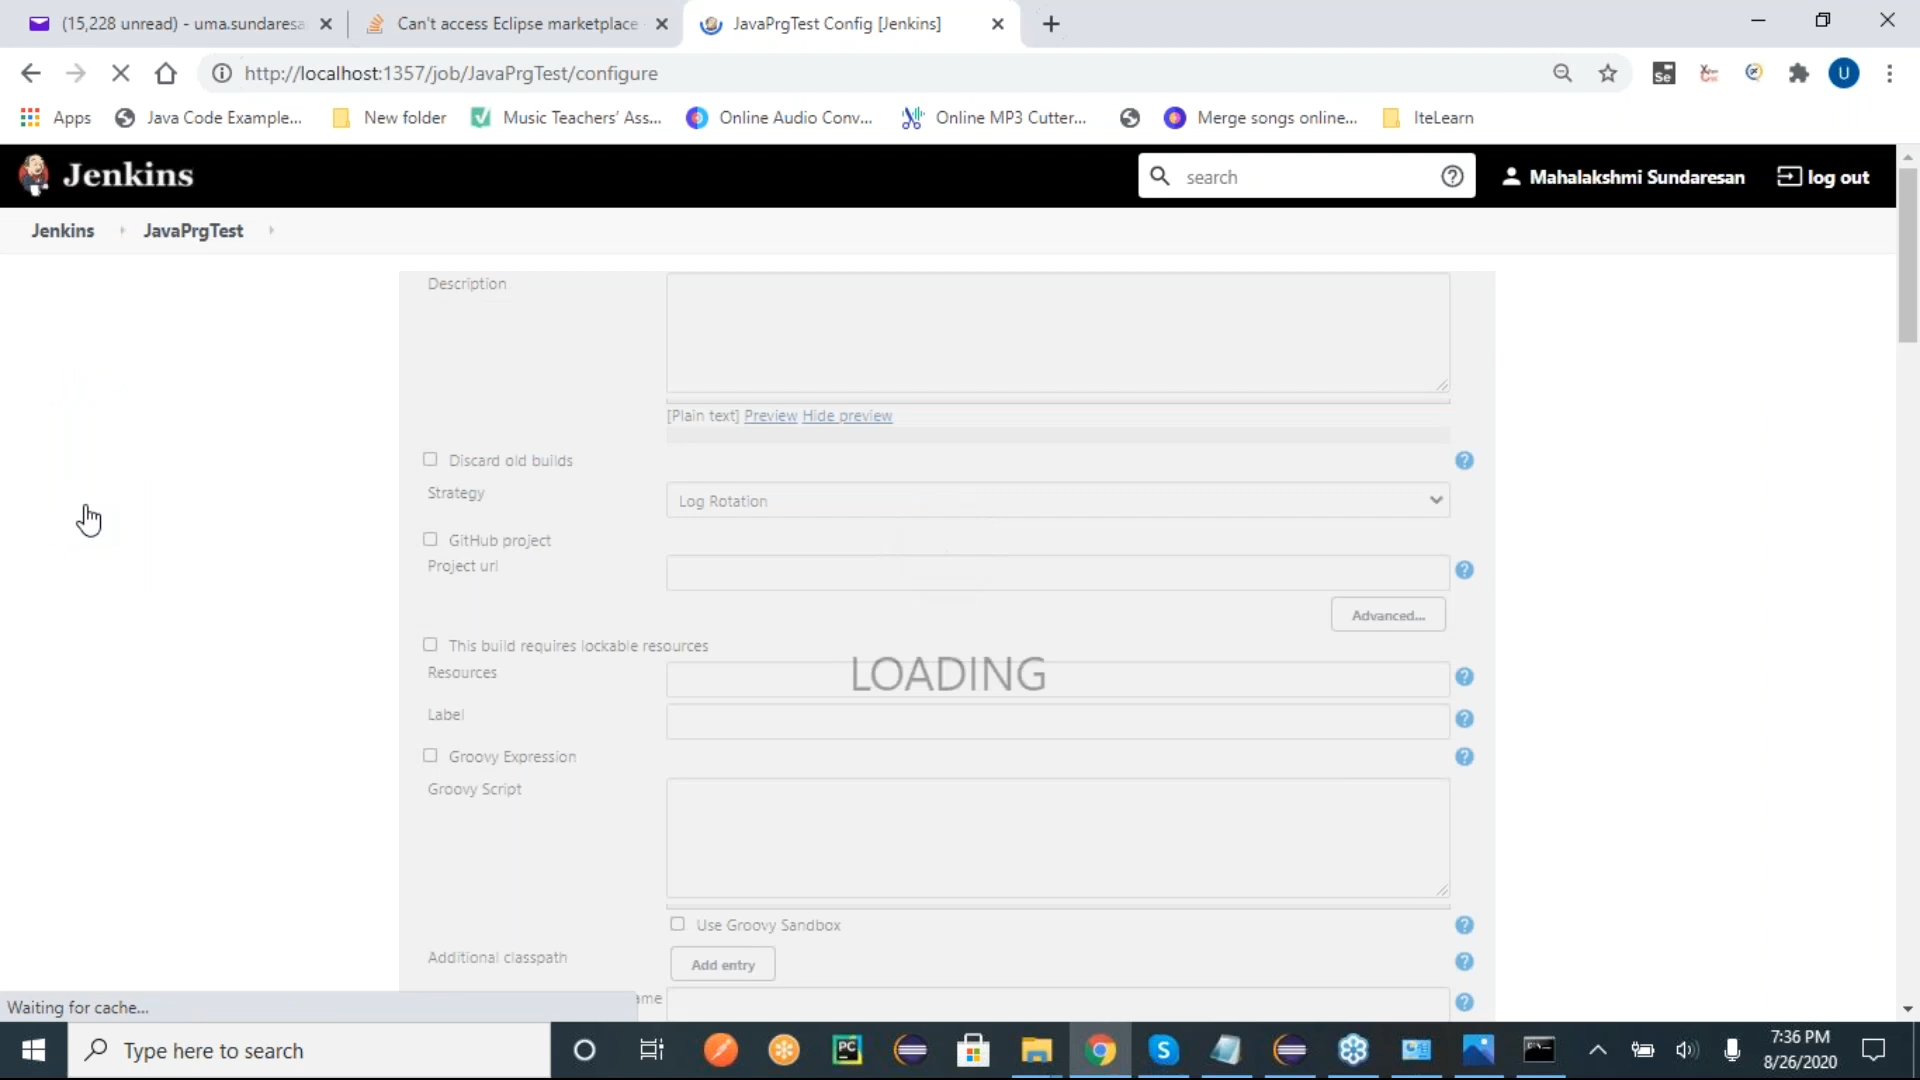 (15,228 unread) - uma.sundaresa
Can't access Eclipse marketplace
JavaPrgTest Config [Jenkins]
http://localhost:1357/job/JavaPrgTest/configure
Se
U
Apps
Java Code Example...
New folder
Music Teachers' Ass...
Online Audio Conv...
Online MP3 Cutter...
Merge songs online...
IteLearn
Jenkins
search
Mahalakshmi Sundaresan
log out
Jenkins
JavaPrgTest
Description
[Plain text] Preview Hide preview
Discard old builds
Strategy
Log Rotation
GitHub project
Project url
Advanced...
This build requires lockable resources
Resources
LOADING
Label
Groovy Expression
Groovy Script
Use Groovy Sandbox
Additional classpath
Add entry
Waiting for cache...
ame
Type here to search
PC
S
7:36 PM
8/26/2020